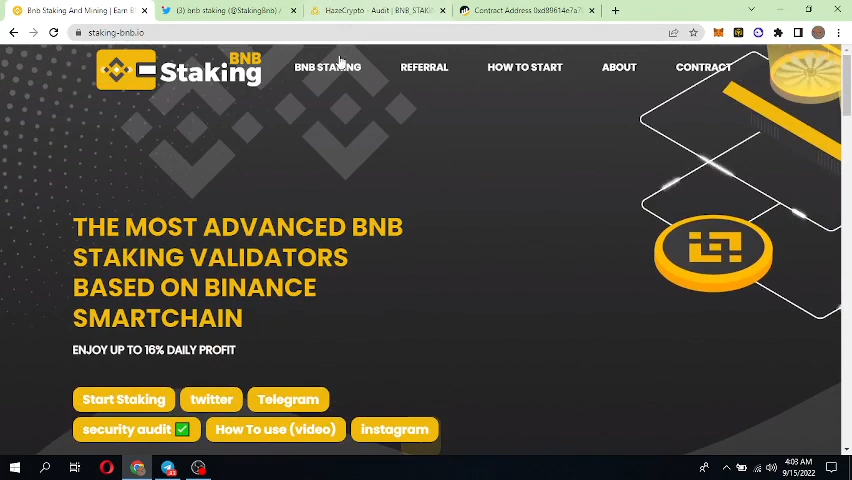 Bnb Staking And Mining | Earn B
(3) bnb staking (@StakingBnb) /
HazeCrypto - Audit | BNB_STAKIN
Contract Address 0xd89614e7a7
staking-bnb.io
BNB
Staking
BNB STAKING
REFERRAL
HOW TO START
ABOUT
CONTRACT
THE MOST ADVANCED BNB
STAKING VALIDATORS
BASED ON BINANCE
SMARTCHAIN
ENJOY UP TO 16% DAILY PROFIT
Start Staking
twitter
Telegram
security audit ✅
How To use (video)
instagram
4:03 AM
9/15/2022